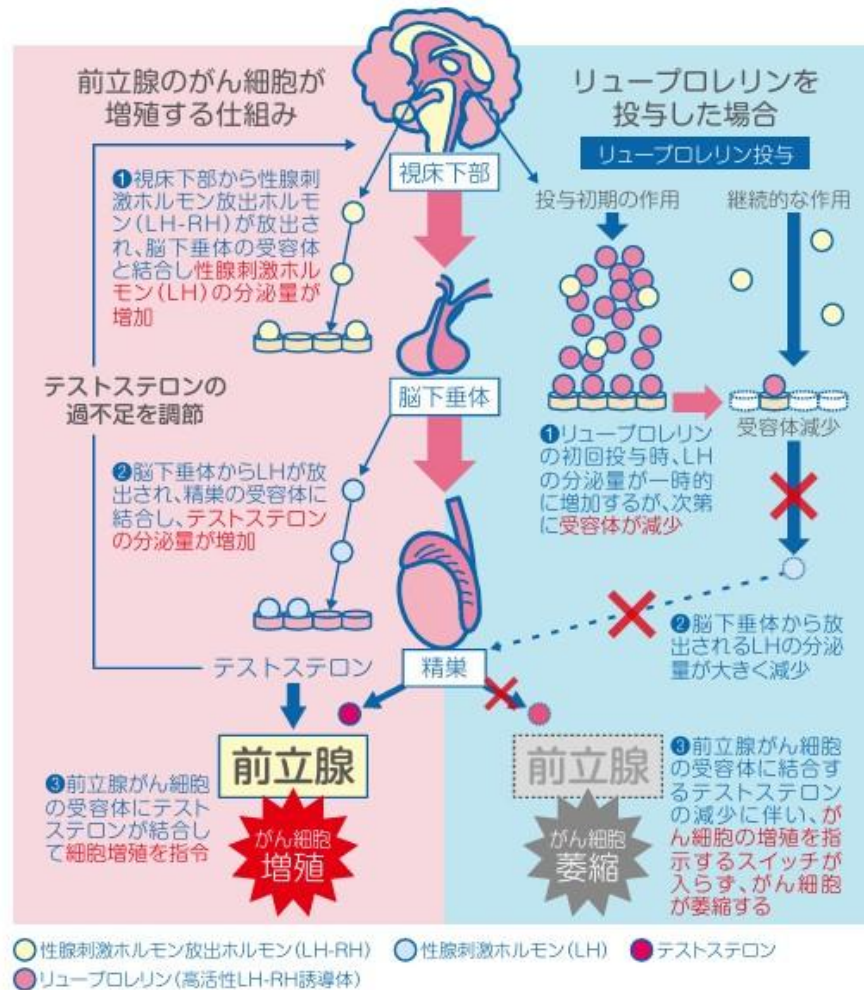 前立腺のがん細胞が
増殖する仕組み
❶視床下部から性腺刺
激ホルモン放出ホルモ
ン(LH-RH)が放出さ
れ、脳下垂体の受容体
と結合し性腺刺激ホル
モン(LH)の分泌量が
増加
テストステロンの
過不足を調節
❷脳下垂体からLHが放
出され、精巣の受容体に
結合し、テストステロン
の分泌量が増加
テストステロン
視床下部
脳下垂体
精巣
前立腺
がん細胞
増殖
❸前立腺がん細胞
の受容体にテスト
ステロンが結合し
て細胞増殖を指令
リュープロレリンを
投与した場合
リュープロレリン投与
投与初期の作用
継続的な作用
受容体減少
❶リュープロレリン
の初回投与時、LH
の分泌量が一時的
に増加するが、次第
に受容体が減少
❷脳下垂体から放
出されるLHの分泌
量が大きく減少
前立腺
がん細胞
萎縮
❸前立腺がん細胞
の受容体に結合す
るテストステロン
の減少に伴い、が
ん細胞の増殖を指
示するスイッチが
入らず、がん細胞
が萎縮する
性腺刺激ホルモン放出ホルモン(LH-RH)
性腺刺激ホルモン(LH)
テストステロン
リュープロレリン(高活性LH-RH誘導体)